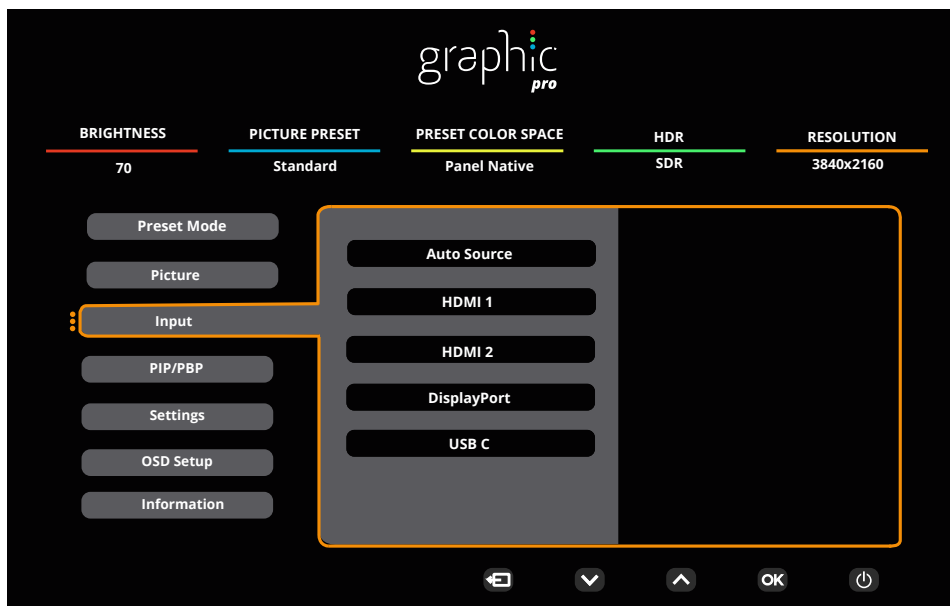 graphic
pro
BRIGHTNESS PICTURE PRESET PRESET COLOR SPACE HDR RESOLUTION
70 Standard Panel Native SDR 3840x2160
Preset Mode
Picture
Input
PIP/PBP
Settings
OSD Setup
Information
Auto Source
HDMI 1
HDMI 2
DisplayPort
USB C
OK